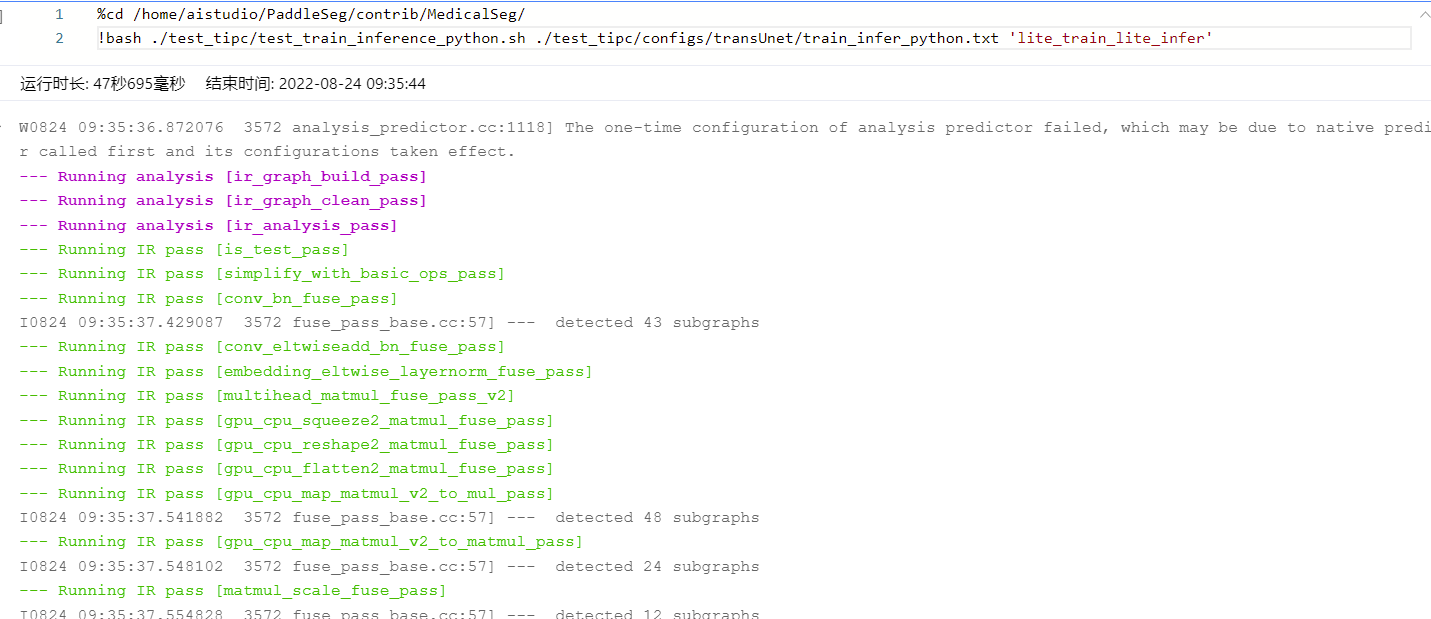 1 %cd /home/aistudio/PaddleSeg/contrib/MedicalSeg/
2 !bash ./test_tipc/test_train_inference_python.sh ./test_tipc/configs/transUnet/train_infer_python.txt 'lite_train_lite_infer'
运行时长: 47秒695毫秒 结束时间: 2022-08-24 09:35:44
W0824 09:35:36.872076  3572 analysis_predictor.cc:1118] The one-time configuration of analysis predictor failed, which may be due to native predi
r called first and its configurations taken effect.
--- Running analysis [ir_graph_build_pass]
--- Running analysis [ir_graph_clean_pass]
--- Running analysis [ir_analysis_pass]
--- Running IR pass [is_test_pass]
--- Running IR pass [simplify_with_basic_ops_pass]
--- Running IR pass [conv_bn_fuse_pass]
I0824 09:35:37.429087  3572 fuse_pass_base.cc:57] ---  detected 43 subgraphs
--- Running IR pass [conv_eltwiseadd_bn_fuse_pass]
--- Running IR pass [embedding_eltwise_layernorm_fuse_pass]
--- Running IR pass [multihead_matmul_fuse_pass_v2]
--- Running IR pass [gpu_cpu_squeeze2_matmul_fuse_pass]
--- Running IR pass [gpu_cpu_reshape2_matmul_fuse_pass]
--- Running IR pass [gpu_cpu_flatten2_matmul_fuse_pass]
--- Running IR pass [gpu_cpu_map_matmul_v2_to_mul_pass]
I0824 09:35:37.541882  3572 fuse_pass_base.cc:57] ---  detected 48 subgraphs
--- Running IR pass [gpu_cpu_map_matmul_v2_to_matmul_pass]
I0824 09:35:37.548102  3572 fuse_pass_base.cc:57] ---  detected 24 subgraphs
--- Running IR pass [matmul_scale_fuse_pass]
I0824 09:35:37.554828  3572 fuse_pass_base.cc:57] ---  detected 12 subgraphs